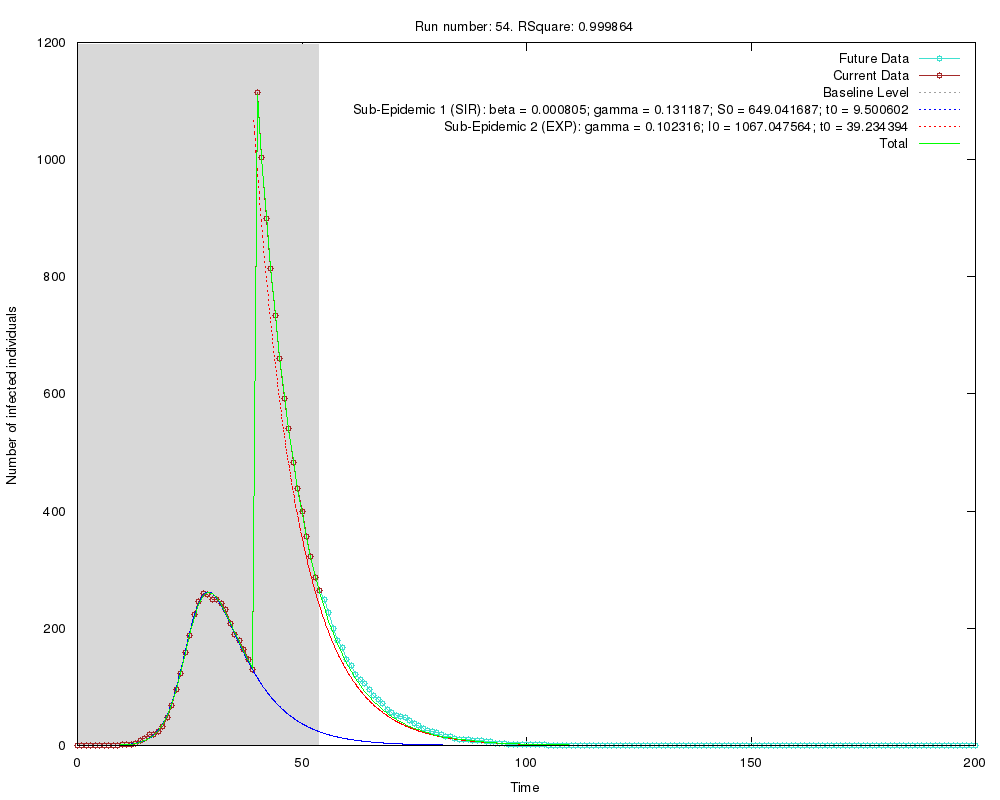 Run number: 54. RSquare: 0.999864
1200
1000
800
600
400
200
0
Number of infected individuals
Future Data
Current Data
Baseline Level
Sub-Epidemic 1 (SIR): beta = 0.000805; gamma = 0.131187; S0 = 649.041687; t0 = 9.500602
Sub-Epidemic 2 (EXP): gamma = 0.102316; I0 = 1067.047564; t0 = 39.234394
Total
0 50 100 150 200
Time